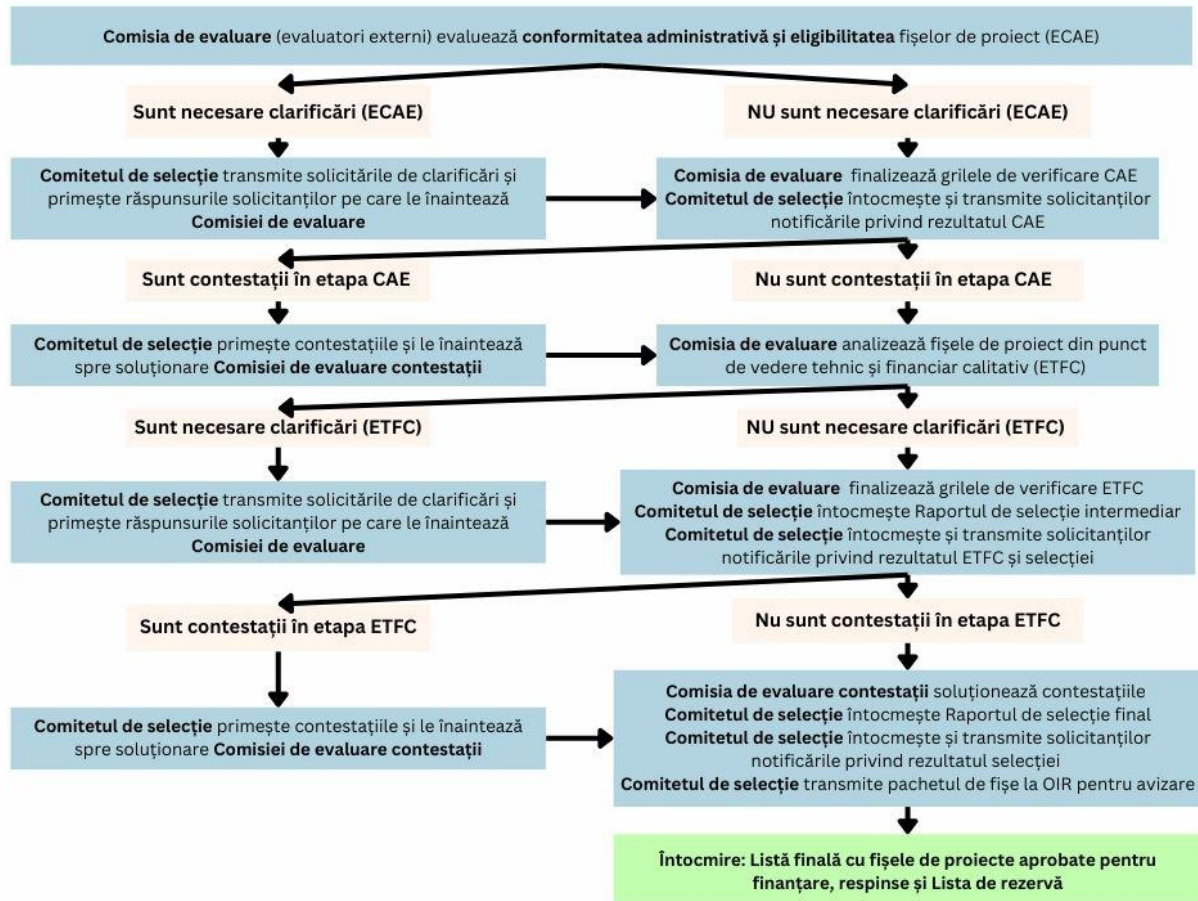 Comisia de evaluare (evaluatori externi) evaluează conformitatea administrativă și eligibilitatea fișelor de proiect (ECAE)
Sunt necesare clarificări (ECAE)
NU sunt necesare clarificări (ECAE)
Comitetul de selecție transmite solicitările de clarificări și
primește răspunsurile solicitanților pe care le înaintează
Comisiei de evaluare
Comisia de evaluare finalizează grilele de verificare CAE
Comitetul de selecție întocmește și transmite solicitanților
notificările privind rezultatul CAE
Sunt contestații în etapa CAE
Nu sunt contestații în etapa CAE
Comitetul de selecție primește contestațiile și le înaintează
spre soluționare Comisiei de evaluare contestații
Comisia de evaluare analizează fișele de proiect din punct
de vedere tehnic și financiar calitativ (ETFC)
Sunt necesare clarificări (ETFC)
NU sunt necesare clarificări (ETFC)
Comitetul de selecție transmite solicitările de clarificări și
primește răspunsurile solicitanților pe care le înaintează
Comisiei de evaluare
Comisia de evaluare finalizează grilele de verificare ETFC
Comitetul de selecție întocmește Raportul de selecție intermediar
Comitetul de selecție întocmește și transmite solicitanților
notificările privind rezultatul ETFC și selecției
Sunt contestații în etapa ETFC
Nu sunt contestații în etapa ETFC
Comitetul de selecție primește contestațiile și le înaintează
spre soluționare Comisiei de evaluare contestații
Comisia de evaluare contestații soluționează contestațiile
Comitetul de selecție întocmește Raportul de selecție final
Comitetul de selecție întocmește și transmite solicitanților
notificările privind rezultatul selecției
Comitetul de selecție transmite pachetul de fișe la OIR pentru avizare
Întocmire: Listă finală cu fișele de proiecte aprobate pentru
finanțare, respinse și Lista de rezervă